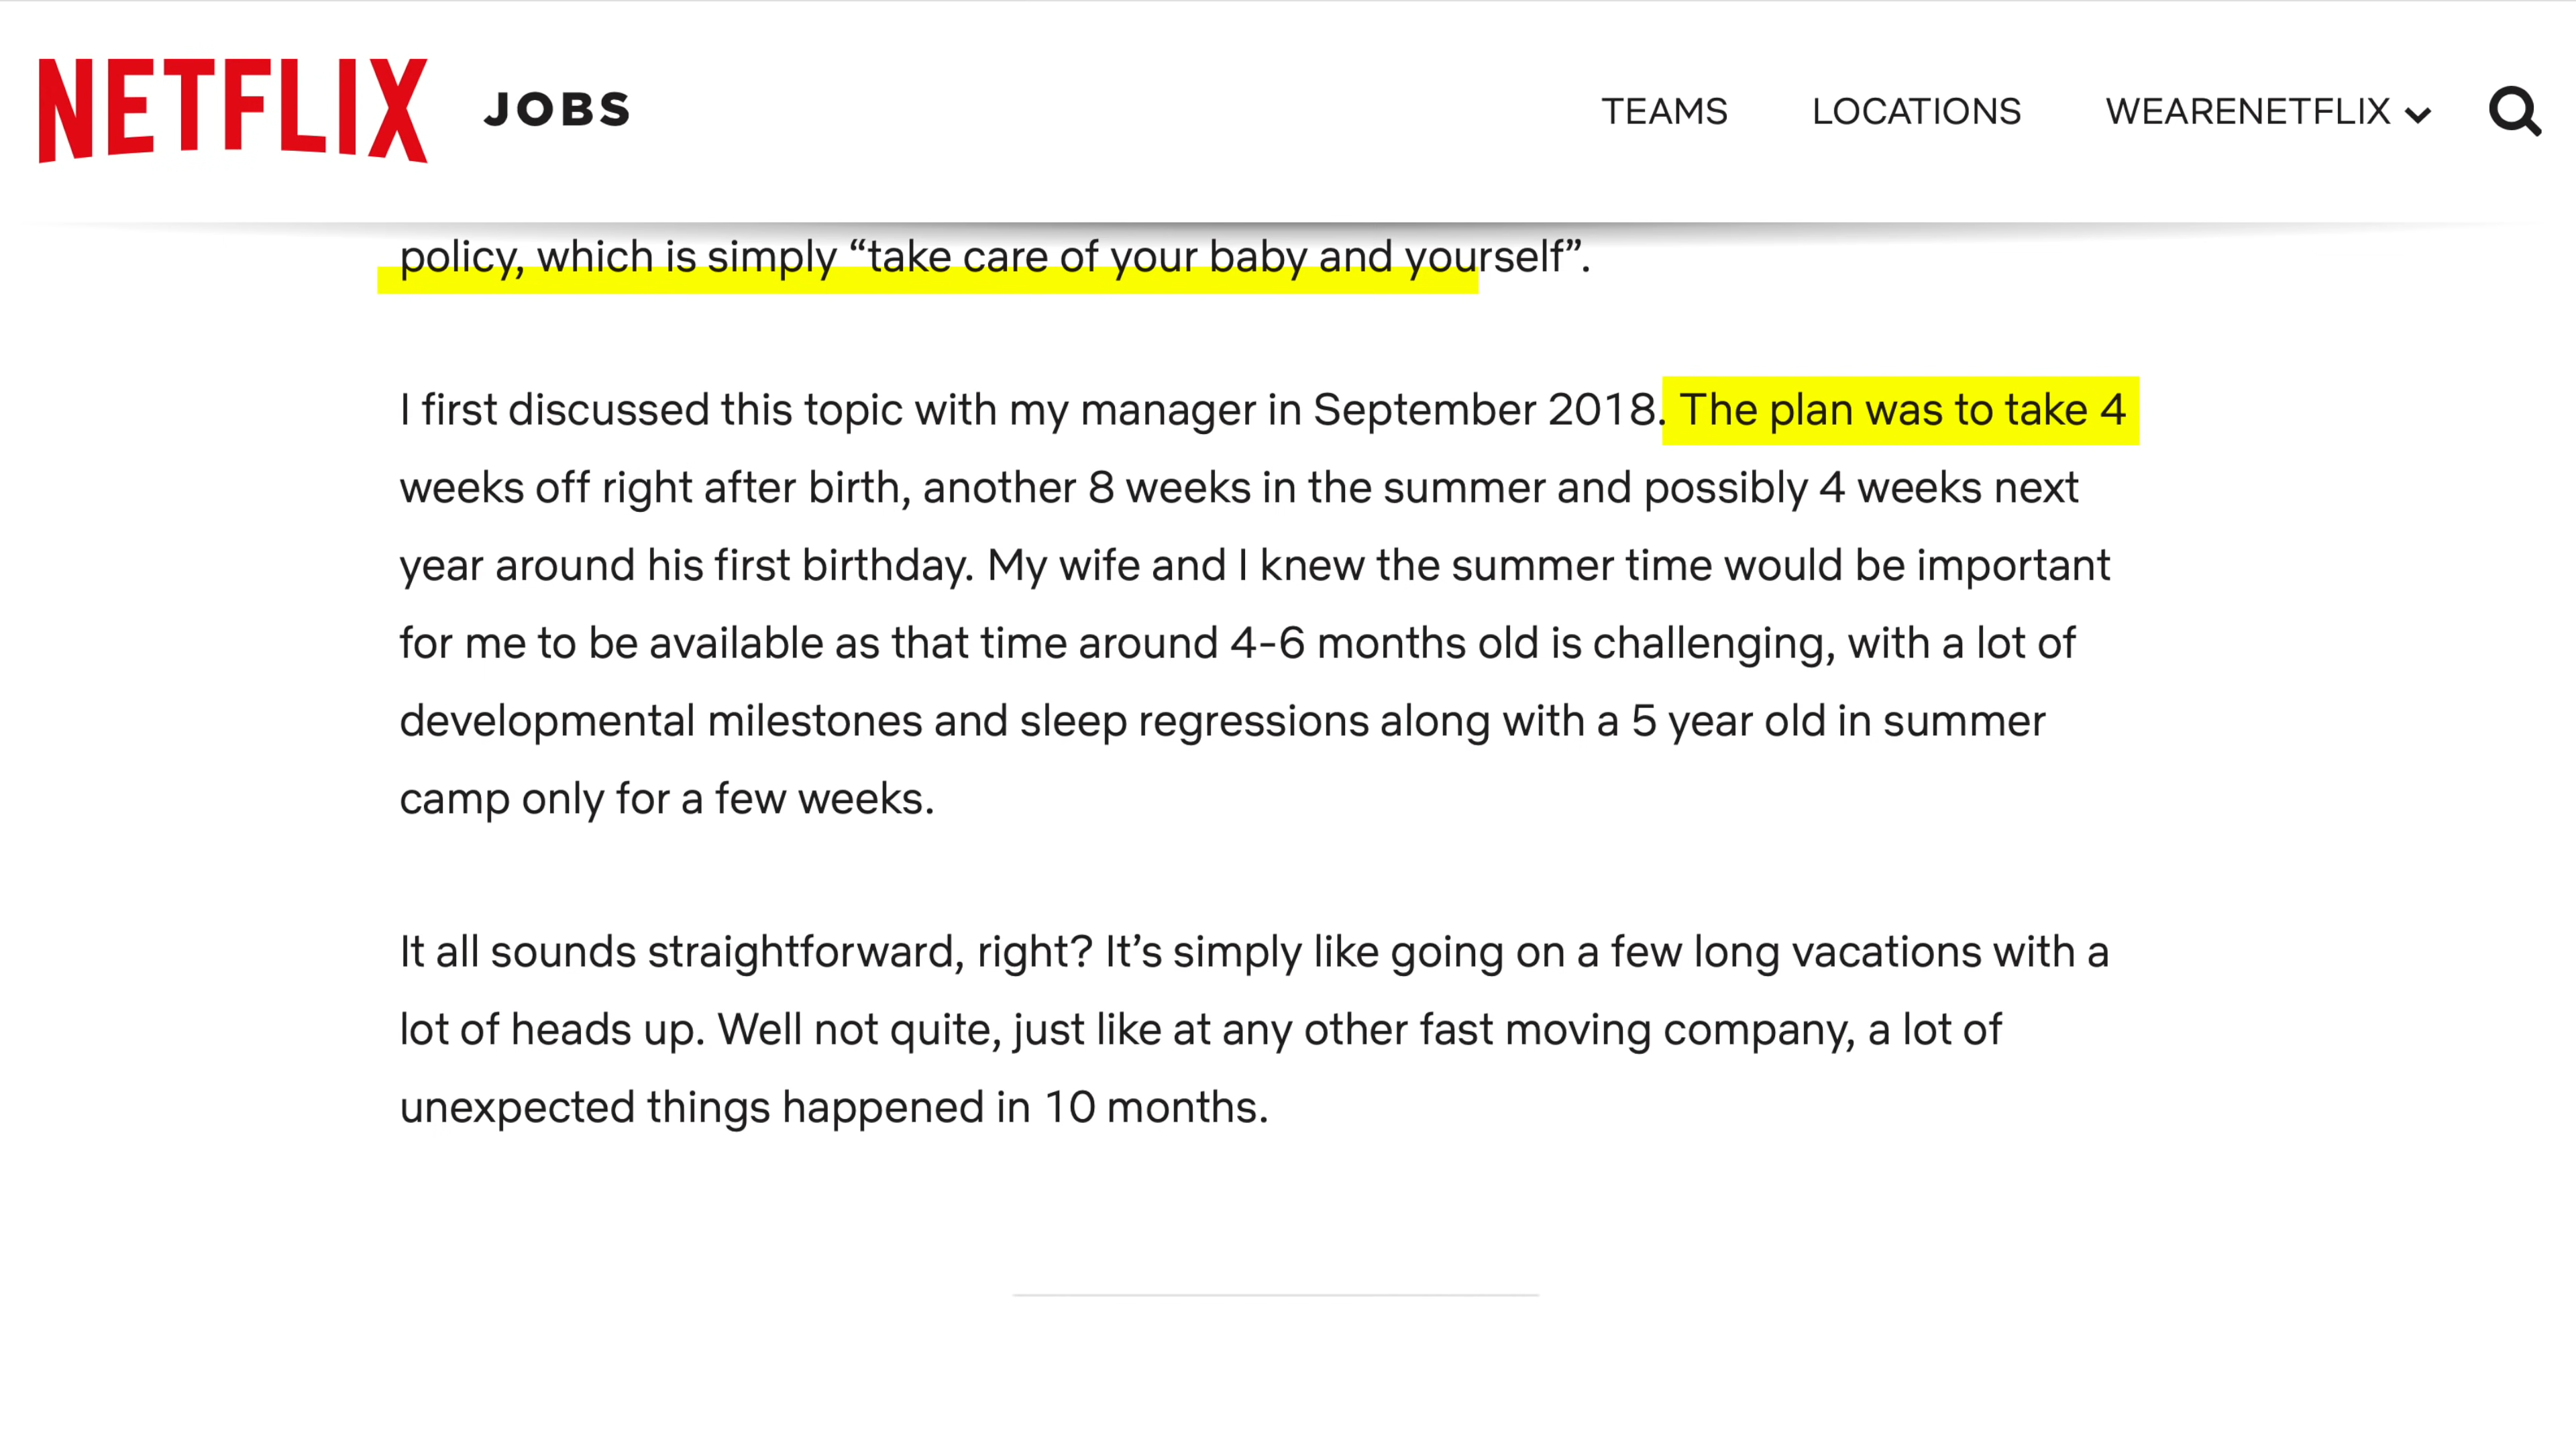 NETFLIX JOBS TEAMS LOCATIONS WEARENETFLIX
policy, which is simply “take care of your baby and yourself”.
I first discussed this topic with my manager in September 2018. The plan was to take 4
weeks off right after birth, another 8 weeks in the summer and possibly 4 weeks next
year around his first birthday. My wife and I knew the summer time would be important
for me to be available as that time around 4-6 months old is challenging, with a lot of
developmental milestones and sleep regressions along with a 5 year old in summer
camp only for a few weeks.
It all sounds straightforward, right? It’s simply like going on a few long vacations with a
lot of heads up. Well not quite, just like at any other fast moving company, a lot of
unexpected things happened in 10 months.